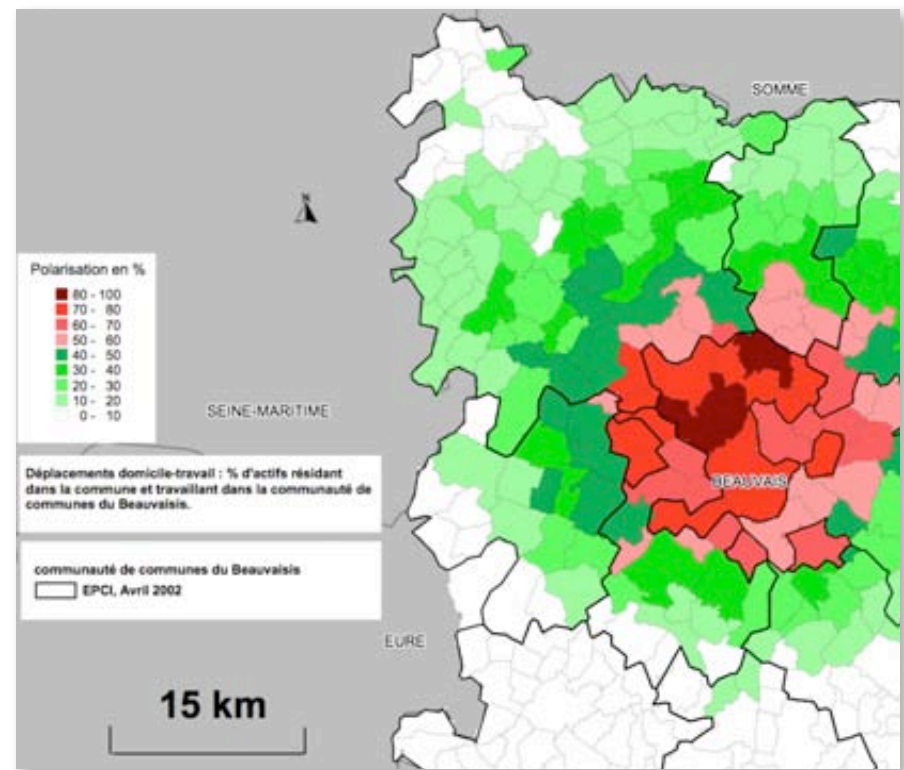 SOMME
N
Polarisation en %
80 - 100
70 - 80
60 - 70
50 - 60
40 - 50
30 - 40
20 - 30
10 - 20
0 - 10
SEINE-MARITIME
Déplacements domicile-travail : % d'actifs résidant
dans la commune et travaillant dans la communauté de
communes du Beauvaisis.
BEAUVAIS
communauté de communes du Beauvaisis
EPCI, Avril 2002
EURE
15 km